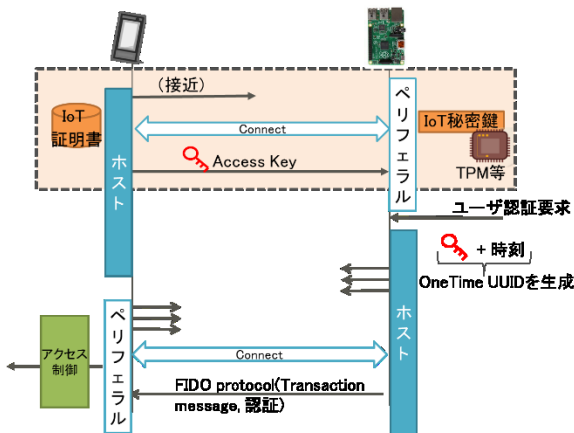 (接近)
IoT
証明書
Connect
ペリフェラル
IoT秘密鍵
TPM等
ホスト
Access Key
ユーザ認証要求
+ 時刻
OneTime UUIDを生成
ペリフェラル
ホスト
アクセス
制御
Connect
FIDO protocol(Transaction
message, 認証)